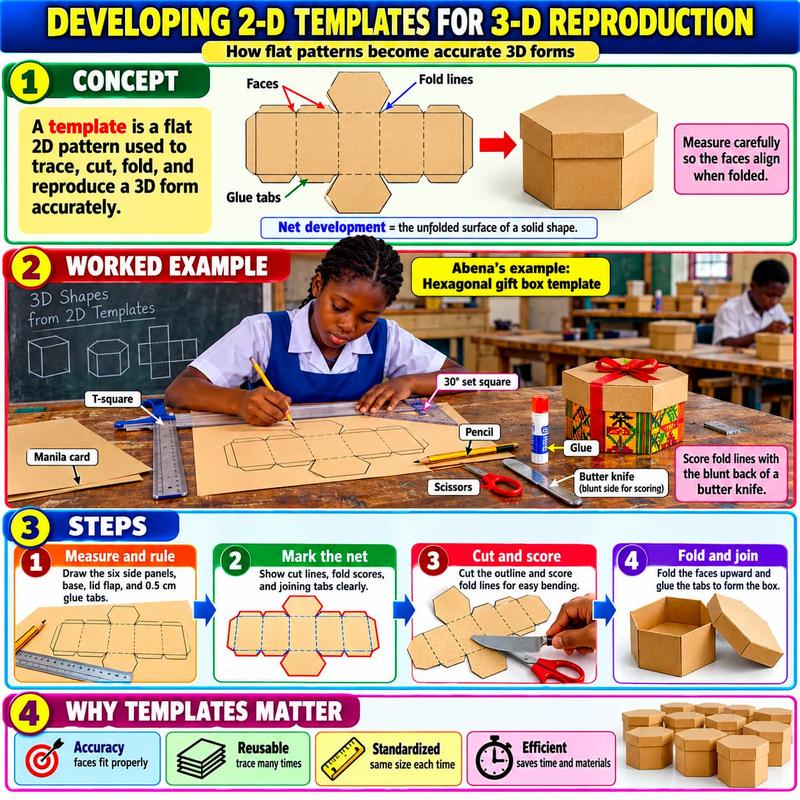 DEVELOPING 2-D TEMPLATES FOR 3-D REPRODUCTION
How flat patterns become accurate 3D forms
1 CONCEPT
A template is a flat
2D pattern used to
trace, cut, fold, and
reproduce a 3D form
accurately.
Faces
Fold lines
Glue tabs
Measure carefully
so the faces align
when folded.
Net development = the unfolded surface of a solid shape.
2 WORKED EXAMPLE
Abena's example:
Hexagonal gift box template
3D Shapes
from 2D Templates
T-square
30° set square
Manila card
Pencil
Glue
Scissors
Butter knife
(blunt side for scoring)
Score fold lines with
the blunt back of a
butter knife.
3 STEPS
1 Measure and rule
Draw the six side panels,
base, lid flap, and 0.5 cm
glue tabs.
2 Mark the net
Show cut lines, fold scores,
and joining tabs clearly.
3 Cut and score
Cut the outline and score
fold lines for easy bending.
4 Fold and join
Fold the faces upward and
glue the tabs to form the box.
4 WHY TEMPLATES MATTER
Accuracy
faces fit properly
Reusable
trace many times
Standardized
same size each time
Efficient
saves time and materials